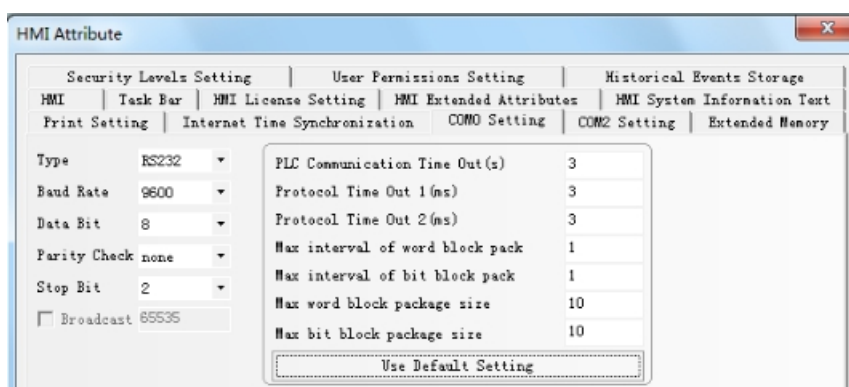 HMI Attribute
Security Levels Setting User Permissions Setting Historical Events Storage
HMI Task Bar HMI License Setting HMI Extended Attributes HMI System Information Text
Print Setting Internet Time Synchronization COM0 Setting COM2 Setting Extended Memory
Type RS232 PLC Communication Time Out(s) 3
Baud Rate 9600 Protocol Time Out 1(ms) 3
Data Bit 8 Protocol Time Out 2(ms) 3
Parity Check none Max interval of word block pack 1
Max interval of bit block pack 1
Stop Bit 2 Max word block package size 10
Broadcast 65535 Max bit block package size 10
Use Default Setting